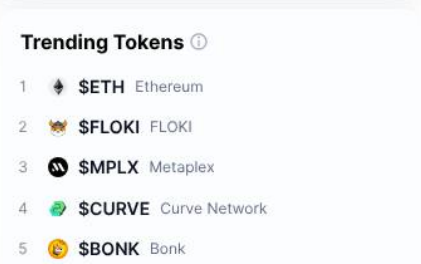 Trending Tokens
1 $ETH Ethereum
2 $FLOKI FLOKI
3 $MPLX Metaplex
4 $CURVE Curve Network
5 $BONK Bonk